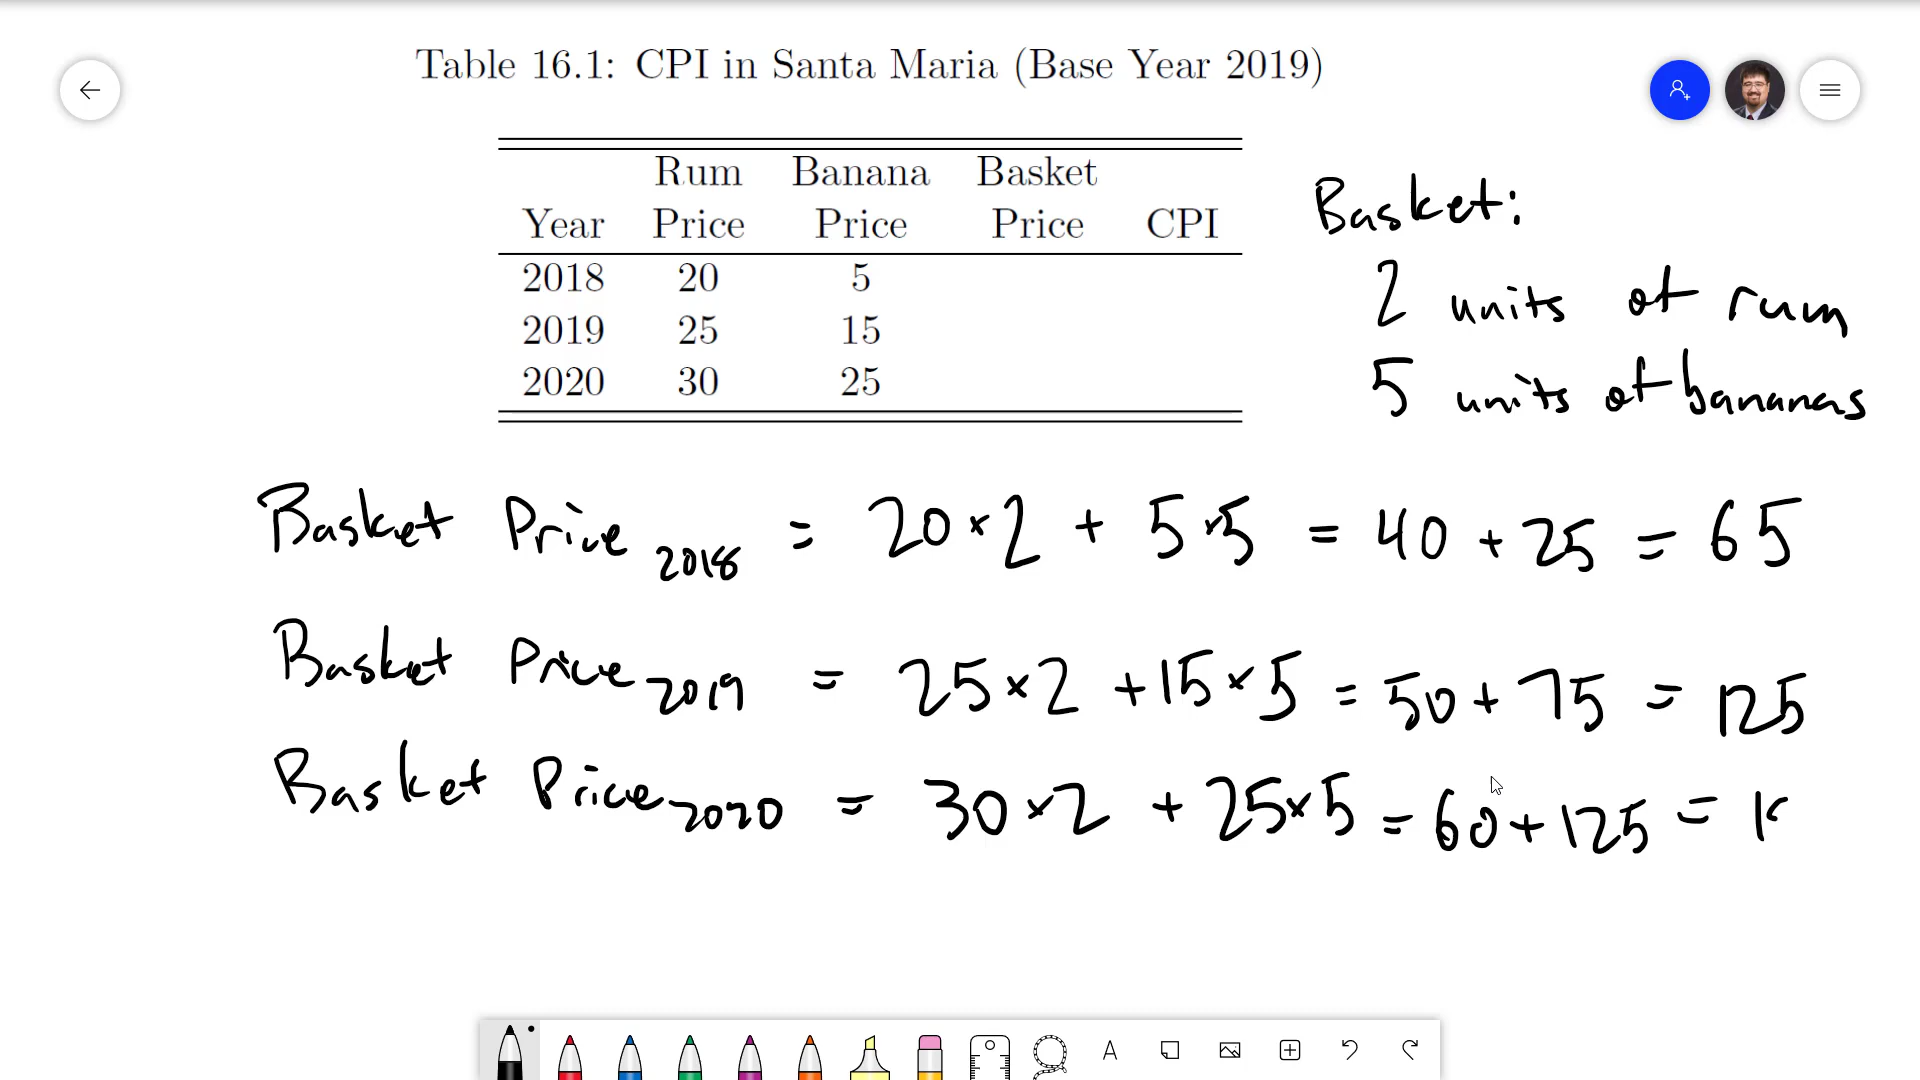 Table 16.1: CPI in Santa Maria (Base Year 2019)
Rum Banana Basket
Year Price Price Price CPI
2018 20 5
2019 25 15
2020 30 25
Basket:
2 units of rum
5 units of bananas
Basket Price 2018 = 20 × 2 + 5 × 5 = 40 + 25 = 65
Basket Price 2019 = 25 × 2 + 15 × 5 = 50 + 75 = 125
Basket Price 2020 = 30 × 2 + 25 × 5 = 60 + 125 = 1
A